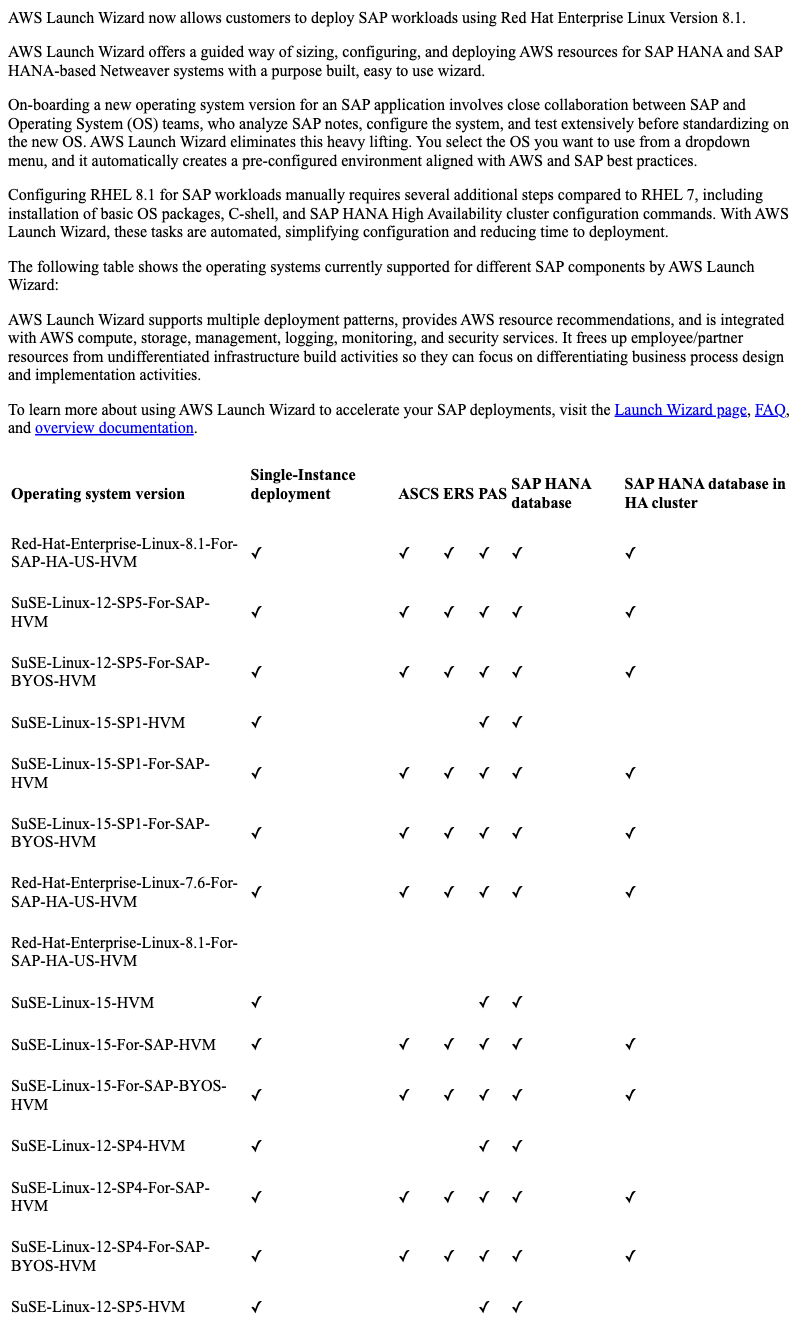 AWS Launch Wizard now allows customers to deploy SAP workloads using Red Hat Enterprise Linux Version 8.1.
AWS Launch Wizard offers a guided way of sizing, configuring, and deploying AWS resources for SAP HANA and SAP
HANA-based Netweaver systems with a purpose built, easy to use wizard.
On-boarding a new operating system version for an SAP application involves close collaboration between SAP and
Operating System (OS) teams, who analyze SAP notes, configure the system, and test extensively before standardizing on
the new OS. AWS Launch Wizard eliminates this heavy lifting. You select the OS you want to use from a dropdown
menu, and it automatically creates a pre-configured environment aligned with AWS and SAP best practices.
Configuring RHEL 8.1 for SAP workloads manually requires several additional steps compared to RHEL 7, including
installation of basic OS packages, C-shell, and SAP HANA High Availability cluster configuration commands. With AWS
Launch Wizard, these tasks are automated, simplifying configuration and reducing time to deployment.
The following table shows the operating systems currently supported for different SAP components by AWS Launch
Wizard:
AWS Launch Wizard supports multiple deployment patterns, provides AWS resource recommendations, and is integrated
with AWS compute, storage, management, logging, monitoring, and security services. It frees up employee/partner
resources from undifferentiated infrastructure build activities so they can focus on differentiating business process design
and implementation activities.
To learn more about using AWS Launch Wizard to accelerate your SAP deployments, visit the Launch Wizard page, FAQ,
and overview documentation.
Operating system version
Single-Instance
deployment
ASCS ERS PAS
SAP HANA
database
SAP HANA database in
HA cluster
Red-Hat-Enterprise-Linux-8.1-For-
SAP-HA-US-HVM
✓ ✓ ✓ ✓ ✓ ✓
SuSE-Linux-12-SP5-For-SAP-
HVM
✓ ✓ ✓ ✓ ✓ ✓
SuSE-Linux-12-SP5-For-SAP-
BYOS-HVM
✓ ✓ ✓ ✓ ✓ ✓
SuSE-Linux-15-SP1-HVM ✓ ✓ ✓
SuSE-Linux-15-SP1-For-SAP-
HVM
✓ ✓ ✓ ✓ ✓ ✓
SuSE-Linux-15-SP1-For-SAP-
BYOS-HVM
✓ ✓ ✓ ✓ ✓ ✓
Red-Hat-Enterprise-Linux-7.6-For-
SAP-HA-US-HVM
✓ ✓ ✓ ✓ ✓ ✓
Red-Hat-Enterprise-Linux-8.1-For-
SAP-HA-US-HVM
SuSE-Linux-15-HVM ✓ ✓ ✓
SuSE-Linux-15-For-SAP-HVM ✓ ✓ ✓ ✓ ✓ ✓
SuSE-Linux-15-For-SAP-BYOS-
HVM
✓ ✓ ✓ ✓ ✓ ✓
SuSE-Linux-12-SP4-HVM ✓ ✓ ✓
SuSE-Linux-12-SP4-For-SAP-
HVM
✓ ✓ ✓ ✓ ✓ ✓
SuSE-Linux-12-SP4-For-SAP-
BYOS-HVM
✓ ✓ ✓ ✓ ✓ ✓
SuSE-Linux-12-SP5-HVM ✓ ✓ ✓